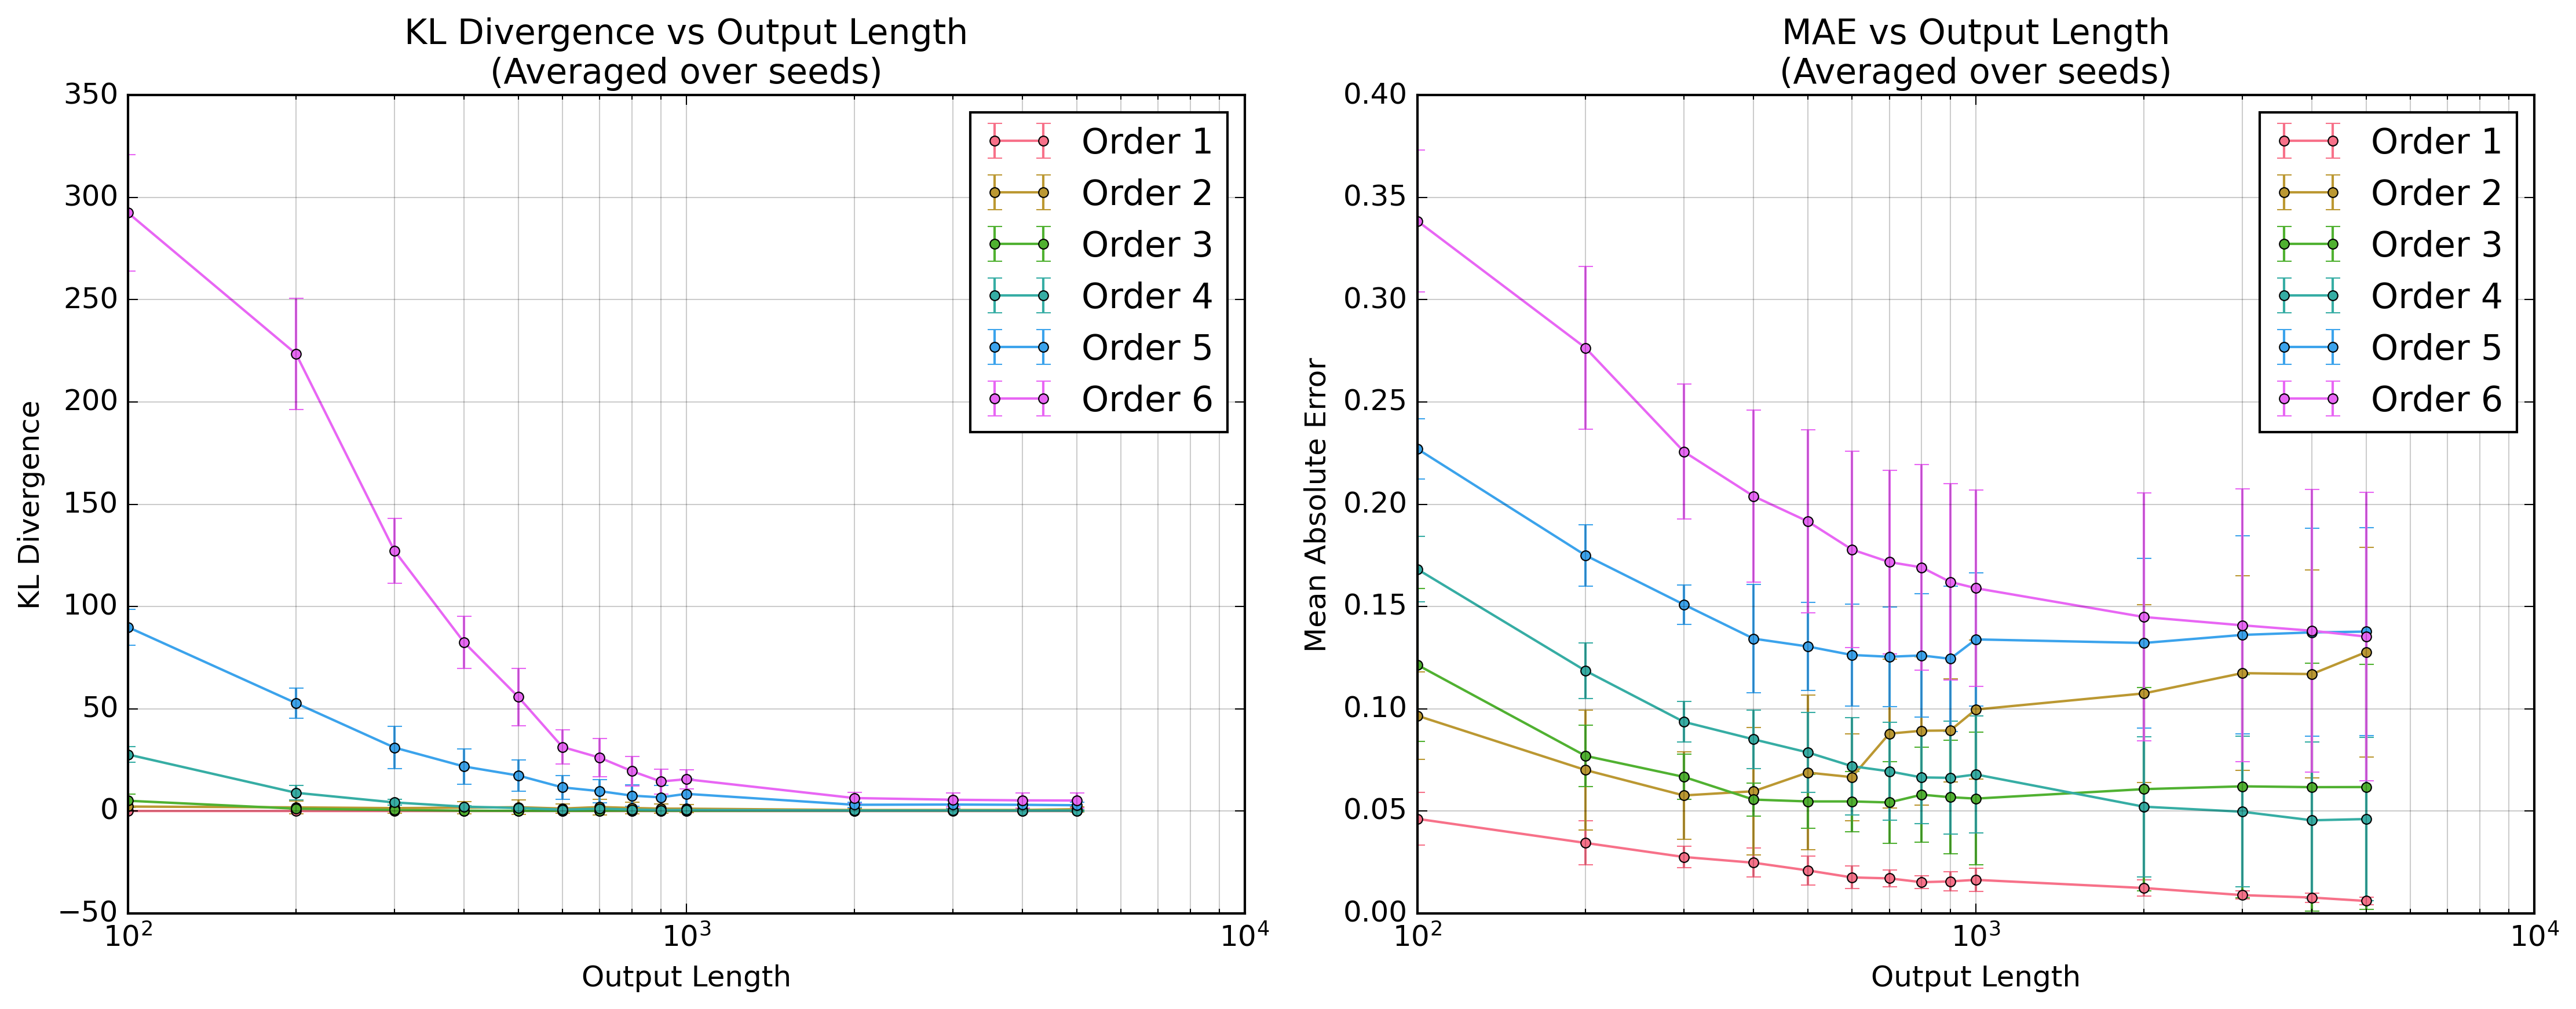 KL Divergence vs Output Length
(Averaged over seeds)
350
300
250
200
150
100
50
0
−50
KL Divergence
10²
10³
10⁴
Output Length
Order 1
Order 2
Order 3
Order 4
Order 5
Order 6
MAE vs Output Length
(Averaged over seeds)
0.40
0.35
0.30
0.25
0.20
0.15
0.10
0.05
0.00
Mean Absolute Error
10²
10³
10⁴
Output Length
Order 1
Order 2
Order 3
Order 4
Order 5
Order 6